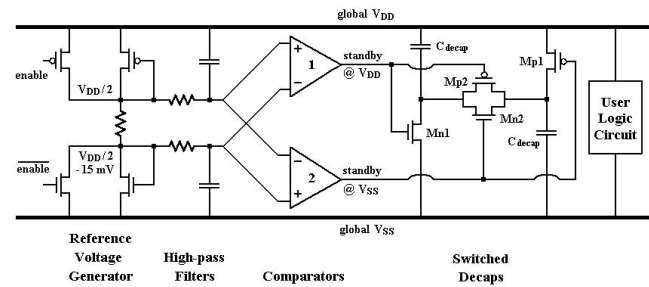 global VDD
enable
VDD/2
VDD/2
-15 mV
enable
+
−
1
−
+
2
standby
@ VDD
standby
@ VSS
Cdecap
Mp2
Mn2
Mn1
Cdecap
Mp1
User
Logic
Circuit
global VSS
Reference
Voltage
Generator
High-pass
Filters
Comparators
Switched
Decaps